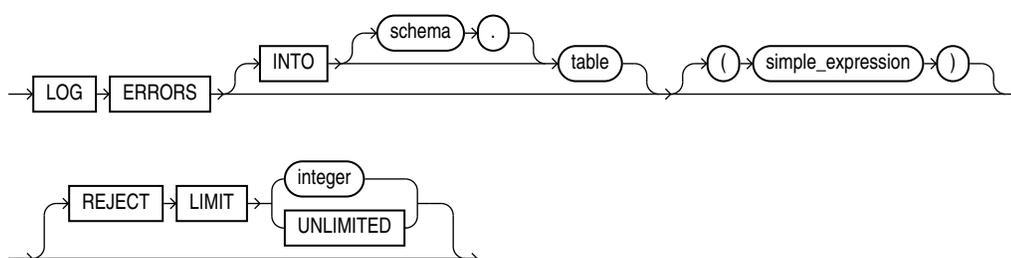 schema .
INTO table ( simple_expression )
LOG ERRORS
integer
REJECT LIMIT
UNLIMITED